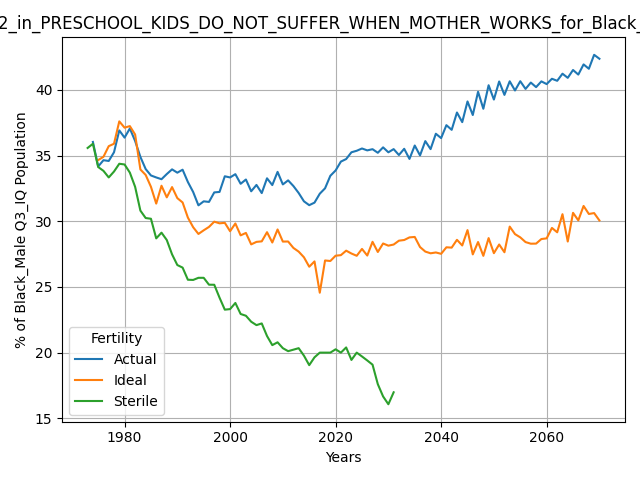 2_in_PRESCHOOL_KIDS_DO_NOT_SUFFER_WHEN_MOTHER_WORKS_for_Black_
% of Black_Male Q3_IQ Population
40
35
30
25
20
15
Fertility
Actual
Ideal
Sterile
1980 2000 2020 2040 2060
Years